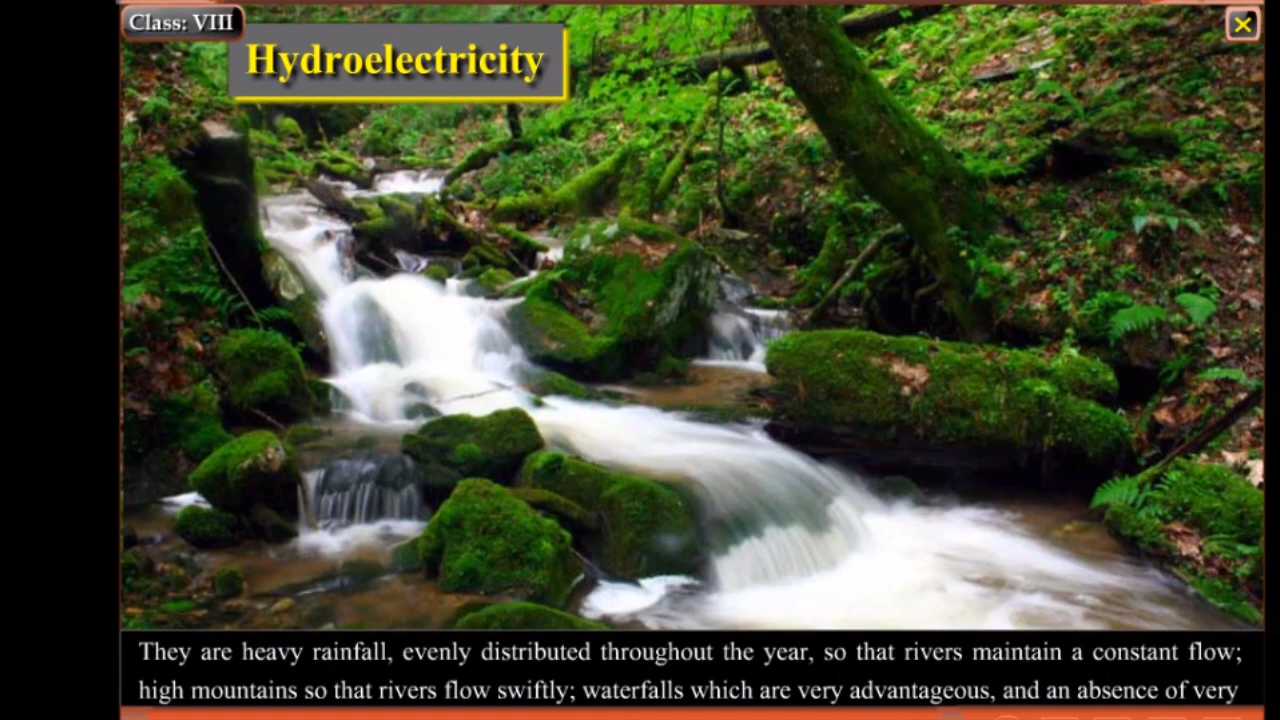 Class: VIII
Hydroelectricity
They are heavy rainfall, evenly distributed throughout the year, so that rivers maintain a constant flow;
high mountains so that rivers flow swiftly; waterfalls which are very advantageous, and an absence of very